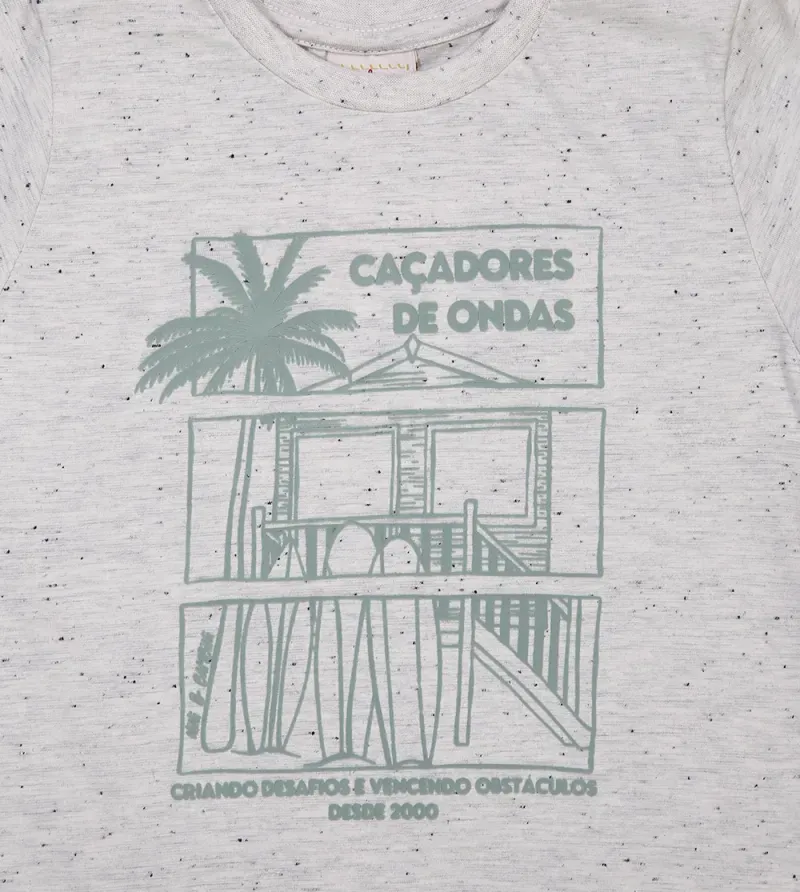 CAÇADORES
DE ONDAS
CRIANDO DESAFIOS E VENCENDO OBSTÁCULOS
DESDE 2000